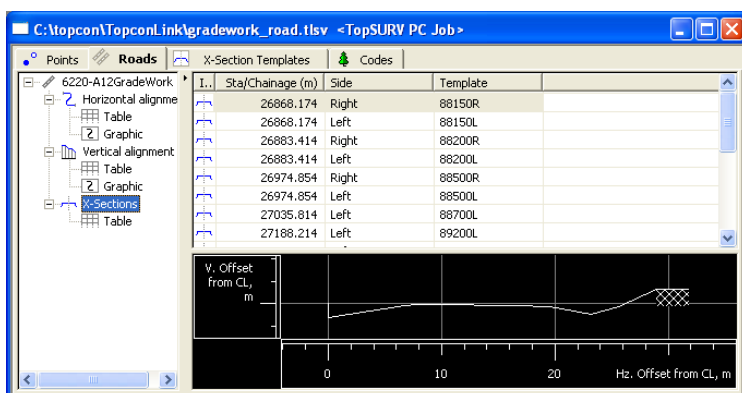 C:\topcon\TopconLink\gradework_road.tlsv <TopSURV PC Job>
Points Roads X-Section Templates Codes
6220-A12GradeWork
Horizontal alignme
Table
Graphic
Vertical alignment
Table
Graphic
X-Sections
Table
I.. Sta/Chainage (m) Side Template
26868.174 Right 88150R
26868.174 Left 88150L
26883.414 Right 88200R
26883.414 Left 88200L
26974.854 Right 88500R
26974.854 Left 88500L
27035.814 Left 88700L
27188.214 Left 89200L
V. Offset
from CL,
m
0 10 20 Hz. Offset from CL, m